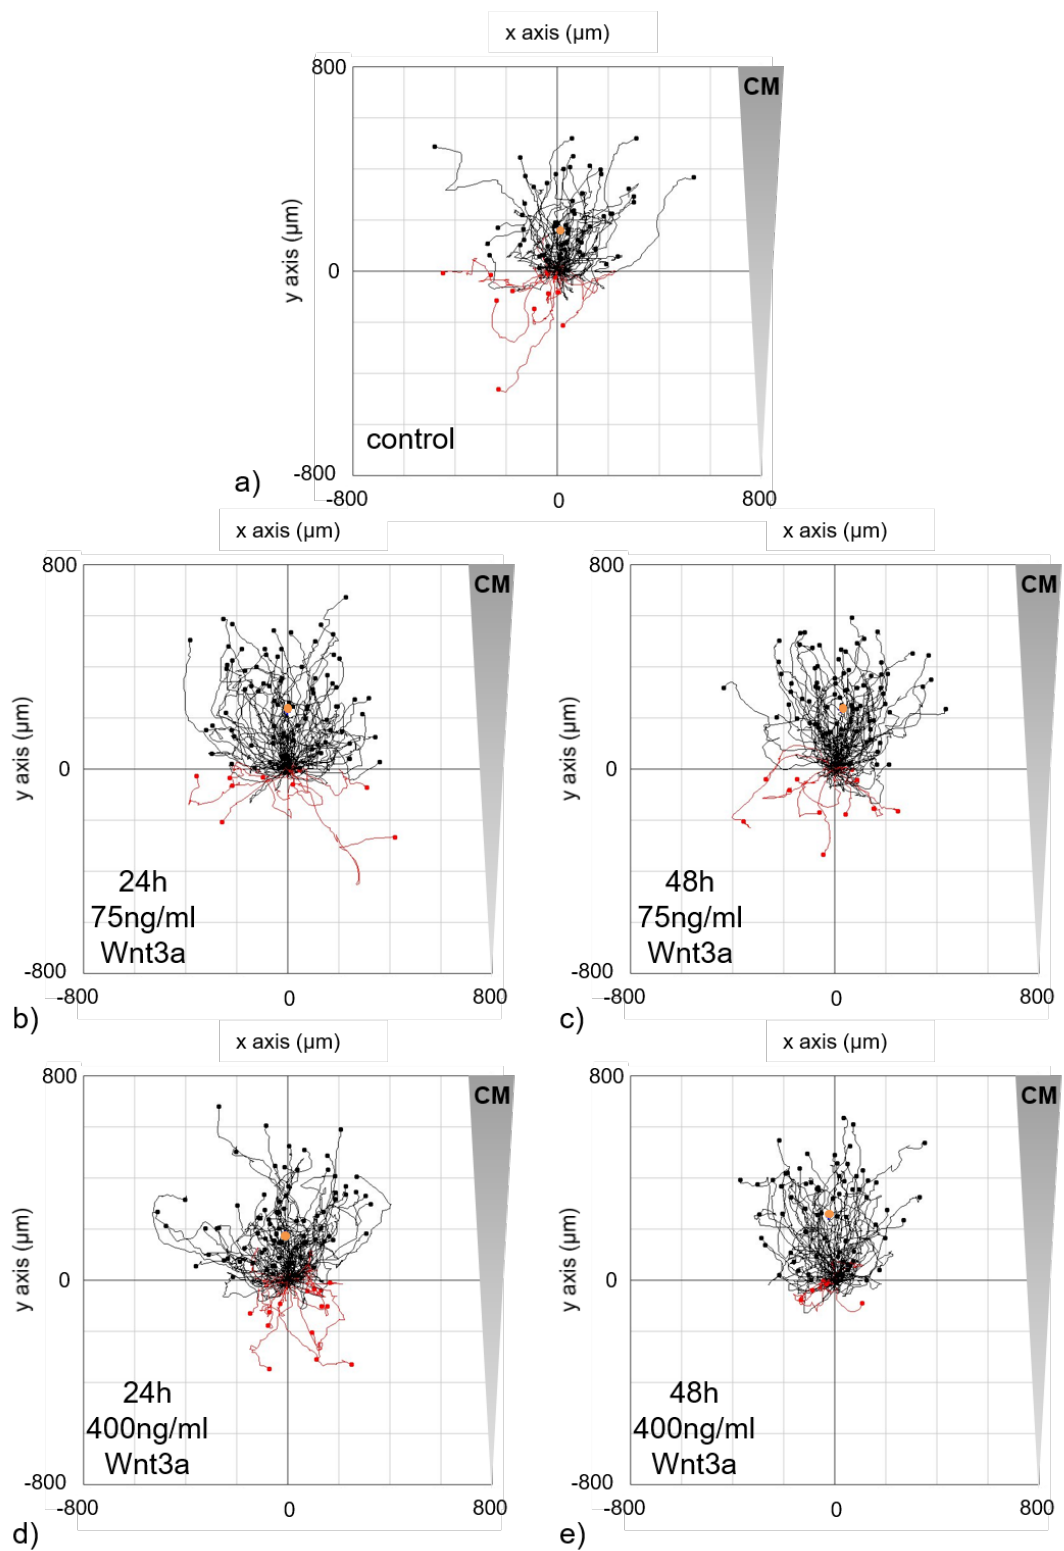 x axis (µm)
800
CM
y axis (µm)
0
control
-800
a)
-800
0
800
x axis (µm)
x axis (µm)
800
CM
800
CM
y axis (µm)
0
y axis (µm)
0
24h
75ng/ml
Wnt3a
48h
75ng/ml
Wnt3a
-800
-800
-800
0
800
-800
0
800
b)
c)
x axis (µm)
x axis (µm)
800
CM
800
CM
y axis (µm)
0
y axis (µm)
0
24h
400ng/ml
Wnt3a
48h
400ng/ml
Wnt3a
-800
-800
-800
0
800
-800
0
800
d)
e)